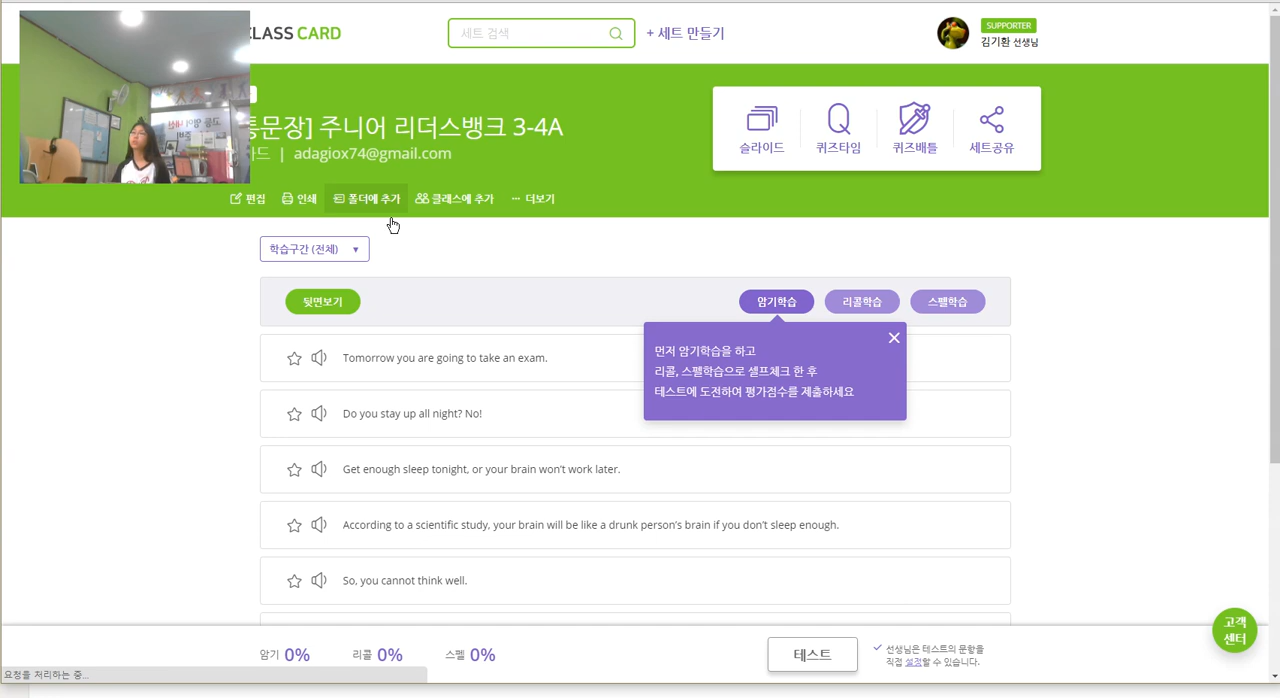 CLASS CARD
세트 검색
+ 세트 만들기
SUPPORTER
김기환 선생님
통문장] 주니어 리더스뱅크 3-4A
카드 | adagiox74@gmail.com
편집
인쇄
폴더에 추가
클래스에 추가
··· 더보기
슬라이드
퀴즈타임
퀴즈배틀
세트공유
학습구간 (전체) ▼
뒷면보기
암기학습
리콜학습
스펠학습
먼저 암기학습을 하고
리콜, 스펠학습으로 셀프체크 한 후
테스트에 도전하여 평가점수를 제출하세요
Tomorrow you are going to take an exam.
Do you stay up all night? No!
Get enough sleep tonight, or your brain won't work later.
According to a scientific study, your brain will be like a drunk person's brain if you don't sleep enough.
So, you cannot think well.
고객
센터
암기 0%
리콜 0%
스펠 0%
테스트
선생님은 테스트의 문항을
직접 설정할 수 있습니다.
요청을 처리하는 중...